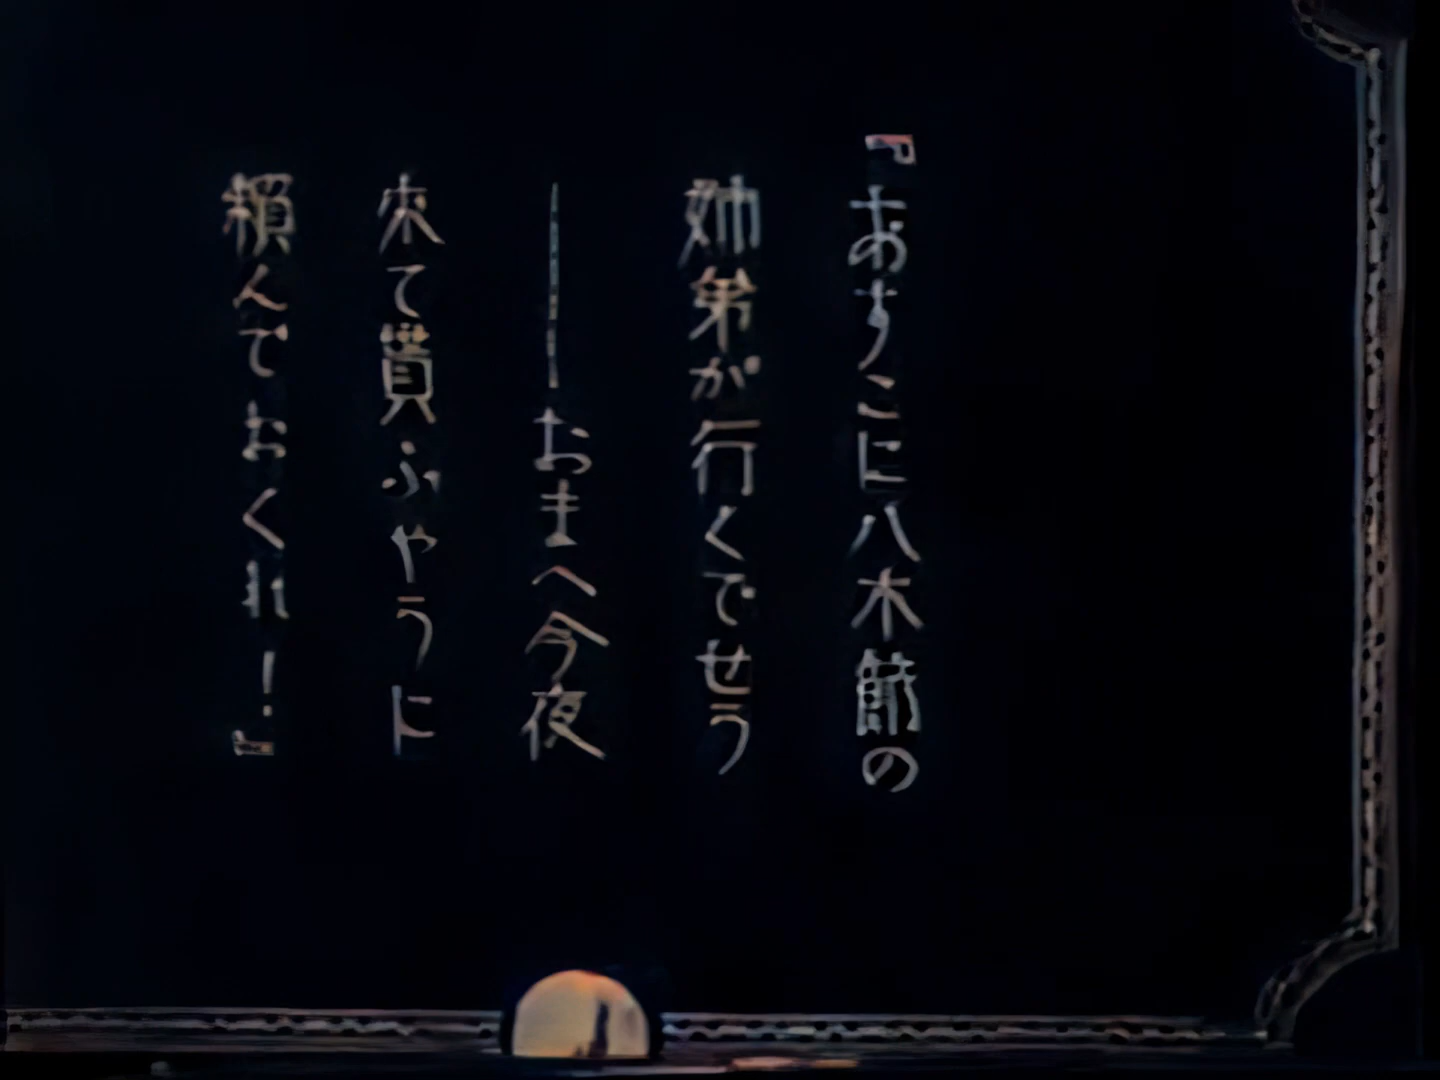 『あすこに八木節の
姉弟が行くでせう
――おまへ今夜
來て貰ふやうに
頼んでおくれ!』